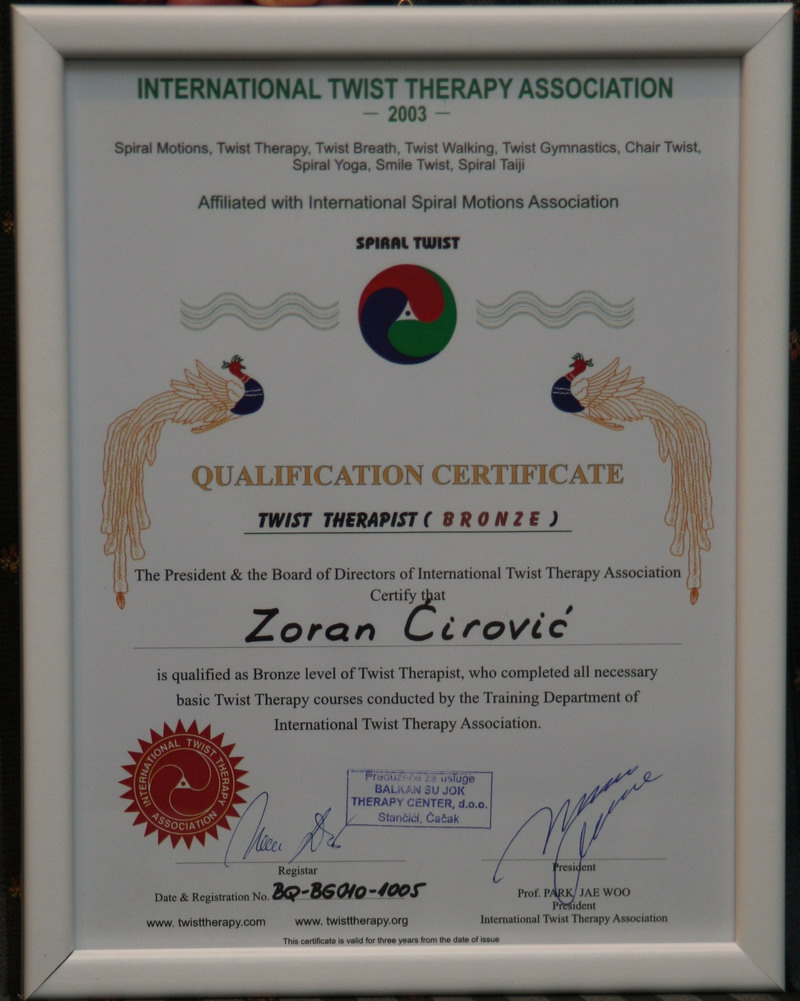 INTERNATIONAL TWIST THERAPY ASSOCIATION
— 2003 —
Spiral Motions, Twist Therapy, Twist Breath, Twist Walking, Twist Gymnastics, Chair Twist,
Spiral Yoga, Smile Twist, Spiral Taiji
Affiliated with International Spiral Motions Association
SPIRAL TWIST
QUALIFICATION CERTIFICATE
TWIST THERAPIST ( BRONZE )
The President & the Board of Directors of International Twist Therapy Association
Certify that
Zoran Ćirović
is qualified as Bronze level of Twist Therapist, who completed all necessary
basic Twist Therapy courses conducted by the Training Department of
International Twist Therapy Association.
INTERNATIONAL TWIST THERAPY
ASSOCIATION
Preduzeće za usluge
BALKAN SU JOK
THERAPY CENTER, d.o.o.
Stančići, Čačak
Registar
Date & Registration No. BQ-BG010-1005
www. twisttherapy.com www. twisttherapy.org
President
Prof. PARK, JAE WOO
President
International Twist Therapy Association
This certificate is valid for three years from the date of issue